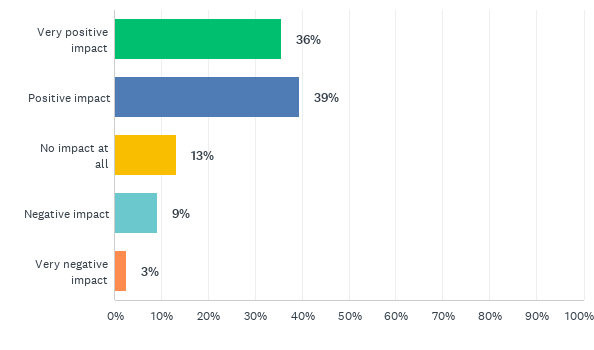 Very positive
impact
36%
Positive impact
39%
No impact at
all
13%
Negative impact
9%
Very negative
impact
3%
0% 10% 20% 30% 40% 50% 60% 70% 80% 90% 100%